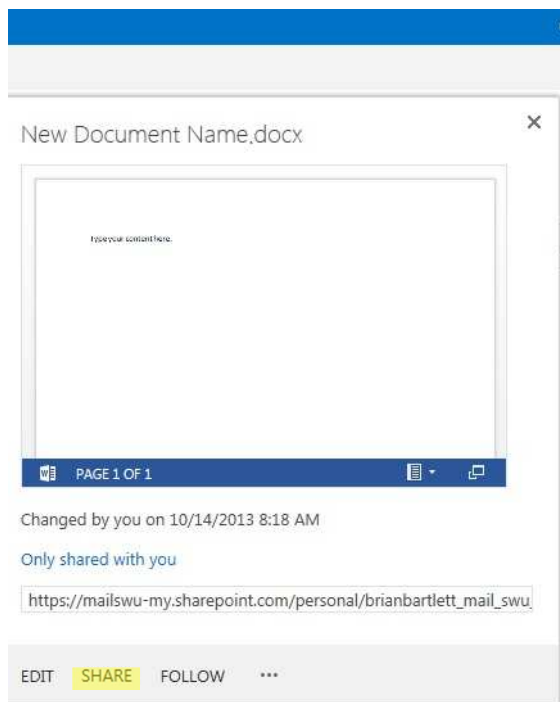 New Document Name.docx
Type your content here.
PAGE 1 OF 1
Changed by you on 10/14/2013 8:18 AM
Only shared with you
https://mailswu-my.sharepoint.com/personal/brianbartlett_mail_swu_
EDIT SHARE FOLLOW ...